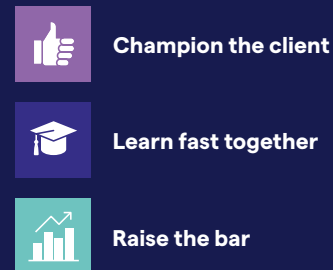 Champion the client
Learn fast together
Raise the bar